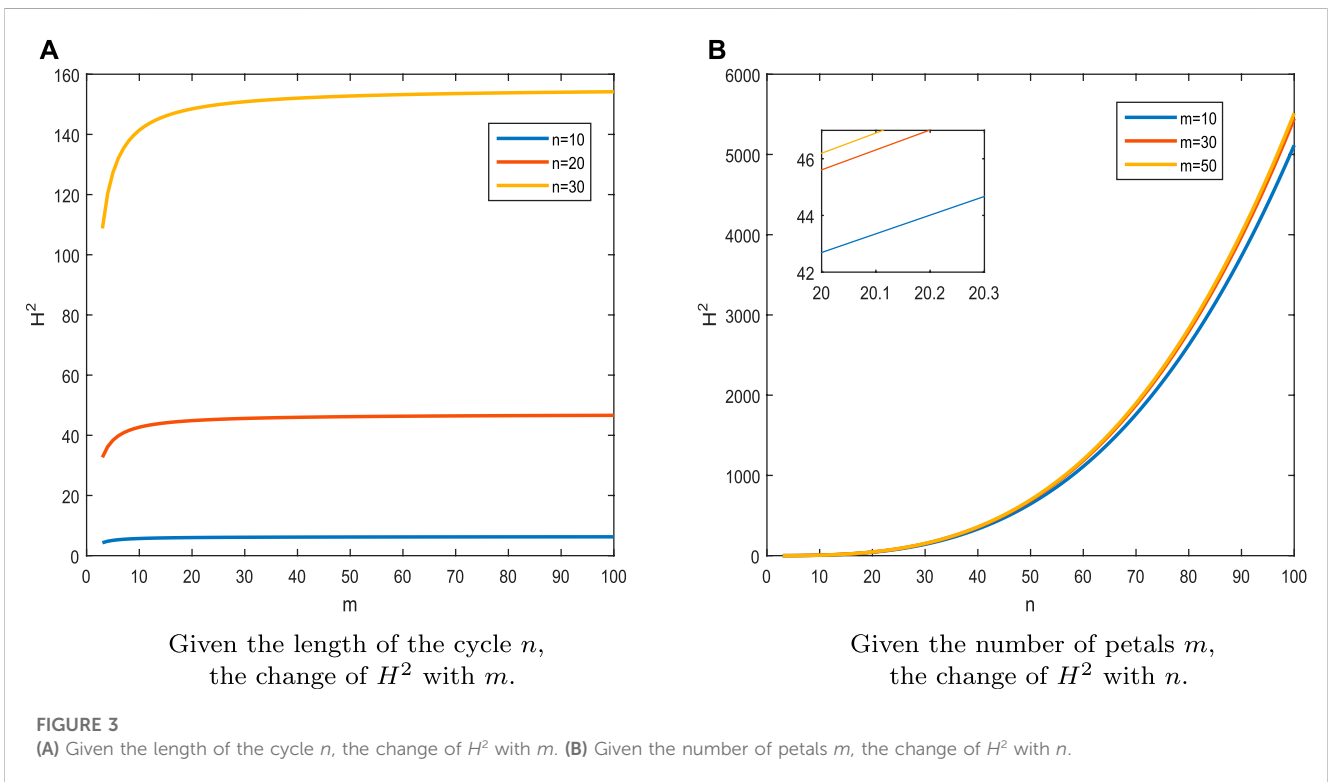 A
160
140
120
100
80
60
40
20
0
H²
n=10
n=20
n=30
0 10 20 30 40 50 60 70 80 90 100
m
Given the length of the cycle n,
the change of H² with m.
B
6000
5000
4000
3000
2000
1000
0
H²
46
44
42
20 20.1 20.2 20.3
m=10
m=30
m=50
0 10 20 30 40 50 60 70 80 90 100
n
Given the number of petals m,
the change of H² with n.
FIGURE 3
(A) Given the length of the cycle n, the change of H² with m. (B) Given the number of petals m, the change of H² with n.